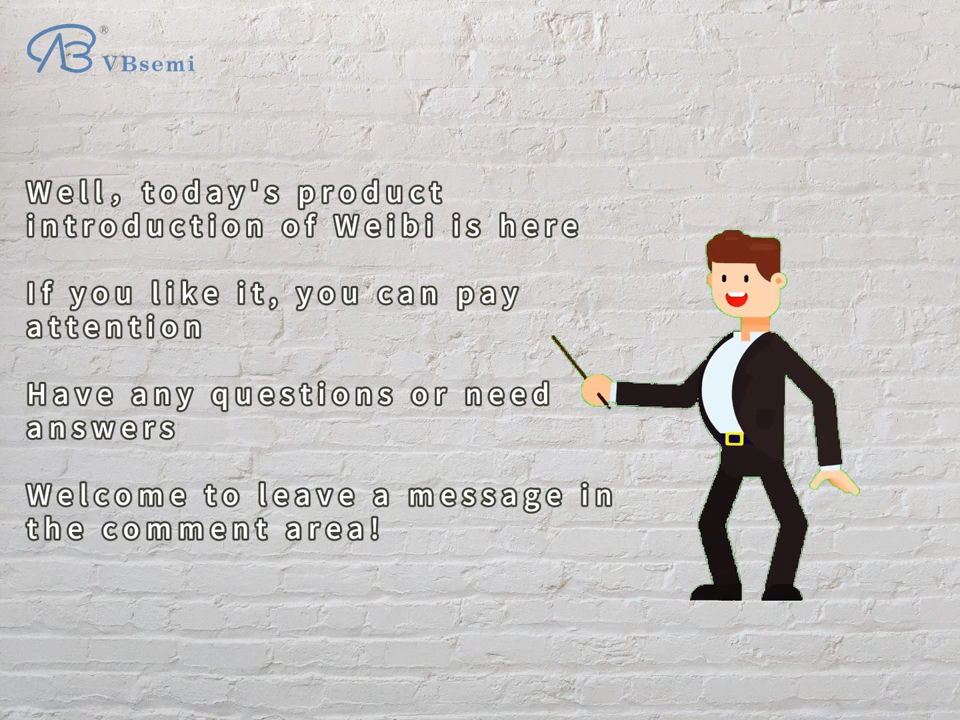 VBsemi
Well, today's product
introduction of Weibi is here
If you like it, you can pay
attention
Have any questions or need
answers
Welcome to leave a message in
the comment area!